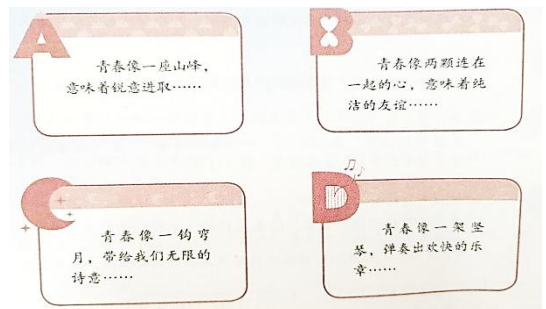 A
青春像一座山峰，
意味着锐意进取……
B
青春像两颗连在
一起的心，意味着纯
洁的友谊……
C
青春像一钩弯
月，带给我们无限的
诗意……
D
青春像一架竖
琴，弹奏出欢快的乐
章……